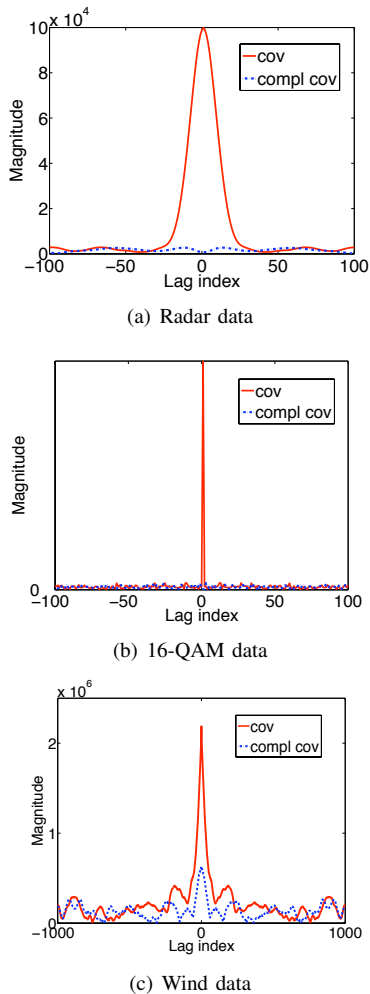 10 x 10^4
cov
compl cov
8
6
4
2
0
Magnitude
-100 -50 0 50 100
Lag index
(a) Radar data
cov
compl cov
Magnitude
0
-100 -50 0 50 100
Lag index
(b) 16-QAM data
x 10^6
cov
compl cov
2
1
0
Magnitude
-1000 0 1000
Lag index
(c) Wind data